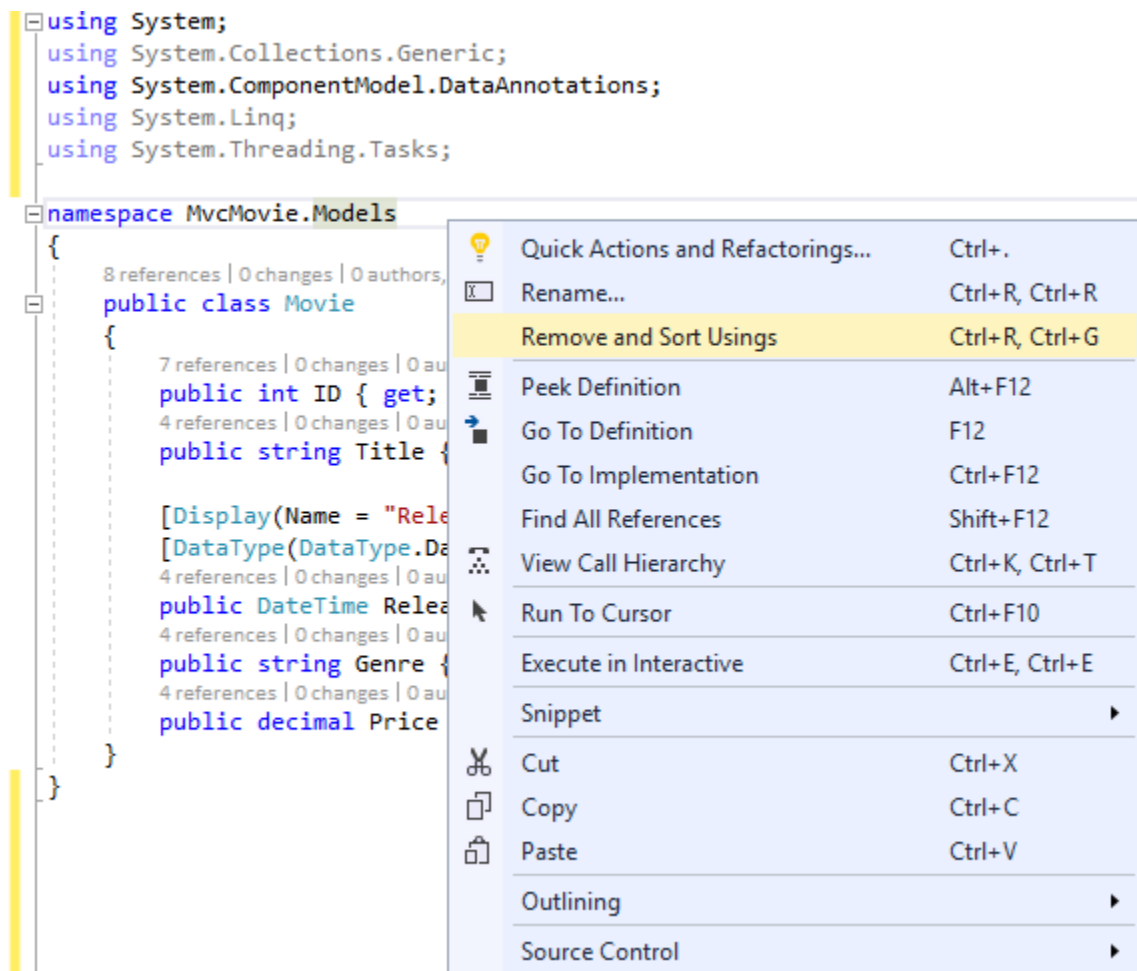 using System;
using System.Collections.Generic;
using System.ComponentModel.DataAnnotations;
using System.Linq;
using System.Threading.Tasks;
namespace MvcMovie.Models
{
8 references | 0 changes | 0 authors,
public class Movie
{
7 references | 0 changes | 0 au
public int ID { get;
4 references | 0 changes | 0 au
public string Title {
[Display(Name = "Rele
[DataType(DataType.Da
4 references | 0 changes | 0 au
public DateTime Relea
4 references | 0 changes | 0 au
public string Genre {
4 references | 0 changes | 0 au
public decimal Price
}
}
Quick Actions and Refactorings... Ctrl+.
Rename... Ctrl+R, Ctrl+R
Remove and Sort Usings Ctrl+R, Ctrl+G
Peek Definition Alt+F12
Go To Definition F12
Go To Implementation Ctrl+F12
Find All References Shift+F12
View Call Hierarchy Ctrl+K, Ctrl+T
Run To Cursor Ctrl+F10
Execute in Interactive Ctrl+E, Ctrl+E
Snippet
Cut Ctrl+X
Copy Ctrl+C
Paste Ctrl+V
Outlining
Source Control